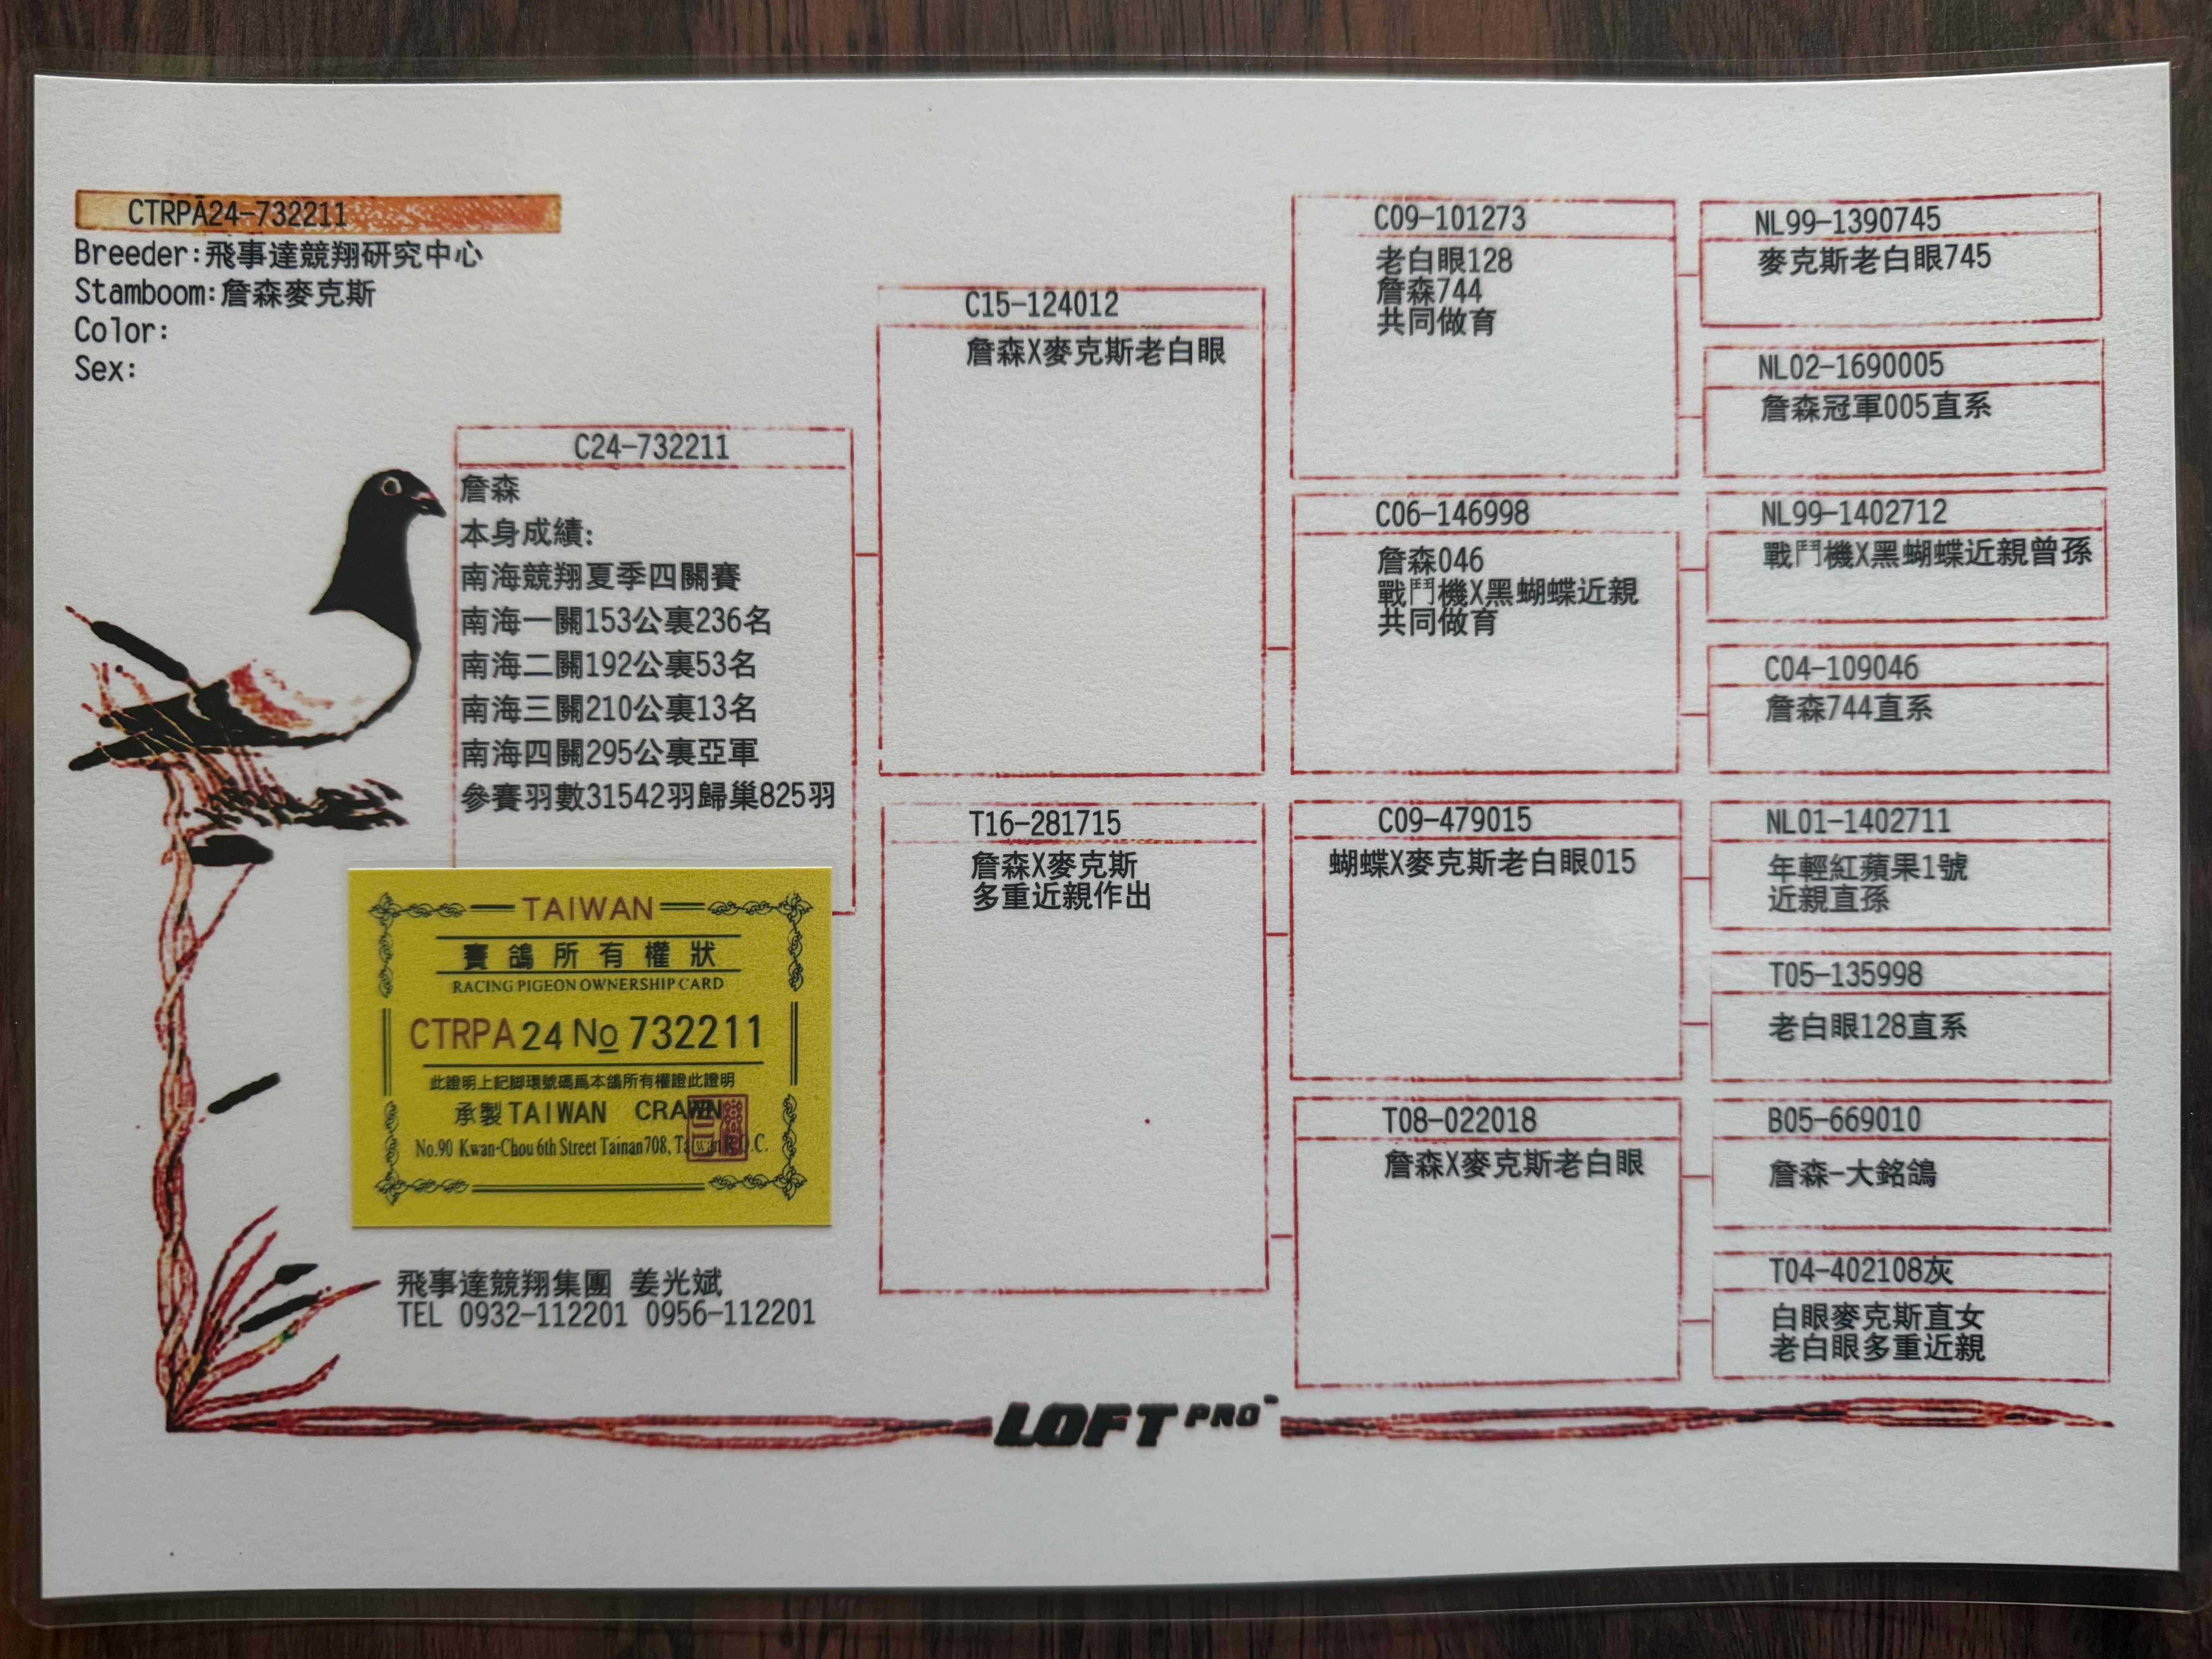 CTRPA24-732211
Breeder:飛事達競翔研究中心
Stamboom:詹森麥克斯
Color:
Sex:
C24-732211
詹森
本身成績:
南海競翔夏季四關賽
南海一關153公裏236名
南海二關192公裏53名
南海三關210公裏13名
南海四關295公裏亞軍
參賽羽數31542羽歸巢825羽
TAIWAN
賽鴿所有權狀
RACING PIGEON OWNERSHIP CARD
CTRPA 24 No 732211
此證明上記脚環號碼爲本鴿所有權證此證明
承製TAIWAN CRAWN
No.90 Kwan-Chou 6th Street Tainan708, Taiwan R.O.C.
飛事達競翔集團 姜光斌
TEL 0932-112201 0956-112201
C15-124012
詹森X麥克斯老白眼
T16-281715
詹森X麥克斯
多重近親作出
C09-101273
老白眼128
詹森744
共同做育
C06-146998
詹森046
戰鬥機X黑蝴蝶近親
共同做育
C09-479015
蝴蝶X麥克斯老白眼015
T08-022018
詹森X麥克斯老白眼
NL99-1390745
麥克斯老白眼745
NL02-1690005
詹森冠軍005直系
NL99-1402712
戰鬥機X黑蝴蝶近親曾孫
C04-109046
詹森744直系
NL01-1402711
年輕紅蘋果1號
近親直孫
T05-135998
老白眼128直系
B05-669010
詹森-大銘鴿
T04-402108灰
白眼麥克斯直女
老白眼多重近親
LOFT PRO